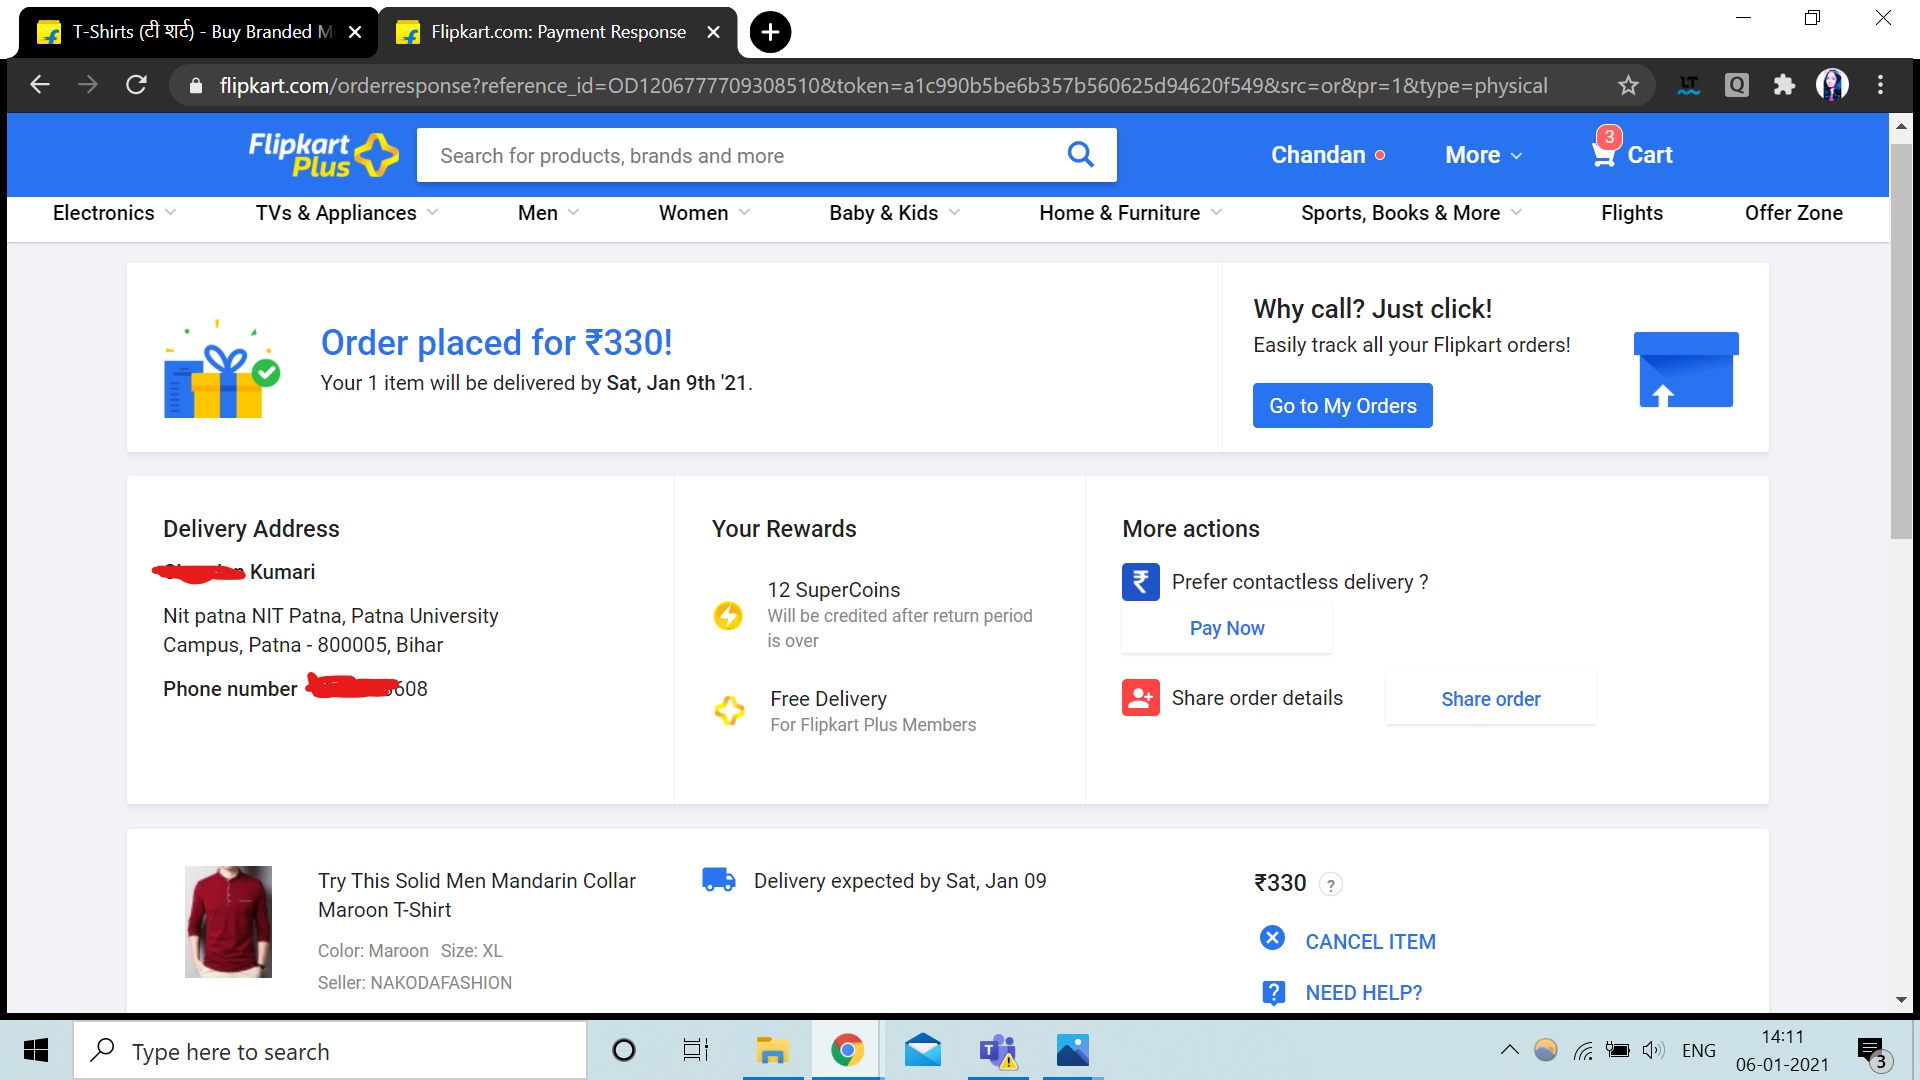 T-Shirts (टी शर्ट) - Buy Branded M
Flipkart.com: Payment Response
flipkart.com/orderresponse?reference_id=OD120677770930851​0&token=a1c990b5be6b357b560625d94620f549&src=or&pr=1&type=physical
Flipkart
Plus
Search for products, brands and more
Chandan
More
3
Cart
Electronics
TVs & Appliances
Men
Women
Baby & Kids
Home & Furniture
Sports, Books & More
Flights
Offer Zone
Order placed for ₹330!
Your 1 item will be delivered by Sat, Jan 9th '21.
Why call? Just click!
Easily track all your Flipkart orders!
Go to My Orders
Delivery Address
Kumari
Nit patna NIT Patna, Patna University
Campus, Patna - 800005, Bihar
Phone number 608
Your Rewards
12 SuperCoins
Will be credited after return period
is over
Free Delivery
For Flipkart Plus Members
More actions
₹ Prefer contactless delivery ?
Pay Now
Share order details
Share order
Try This Solid Men Mandarin Collar
Maroon T-Shirt
Color: Maroon Size: XL
Seller: NAKODAFASHION
Delivery expected by Sat, Jan 09
₹330 ?
CANCEL ITEM
? NEED HELP?
Type here to search
ENG
14:11
06-01-2021
3